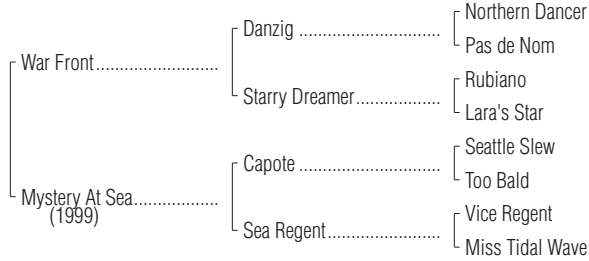 Northern Dancer
Danzig ................................
Pas de Nom
War Front...........................
Rubiano
Starry Dreamer...................
Lara's Star
Seattle Slew
Capote ................................
Too Bald
Mystery At Sea...................
(1999)
Vice Regent
Sea Regent.........................
Miss Tidal Wave